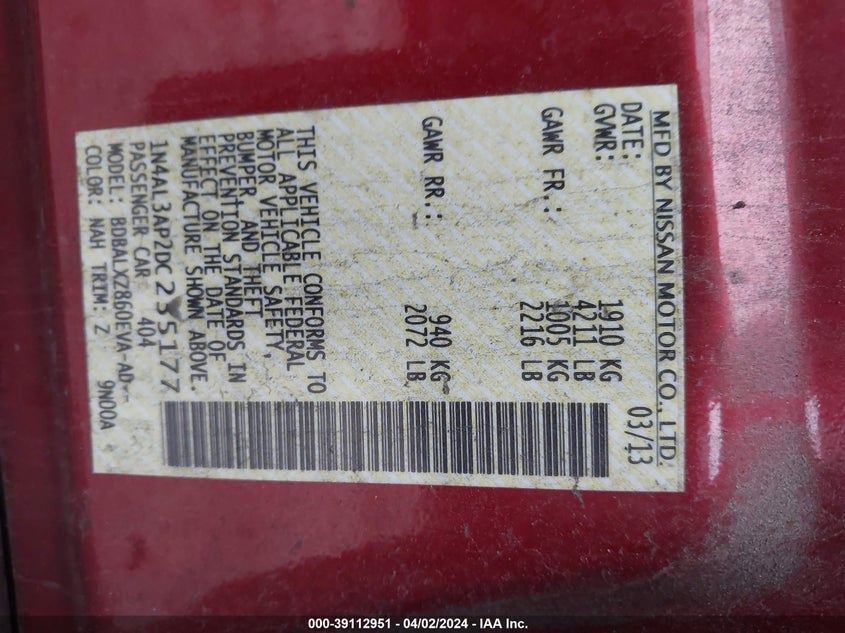 MFD BY NISSAN MOTOR CO., LTD.
DATE: 03/13
GVWR: 1910 KG
4211 LB
GAWR FR.: 1005 KG
2216 LB
GAWR RR.: 940 KG
2072 LB
THIS VEHICLE CONFORMS TO
ALL APPLICABLE FEDERAL
MOTOR VEHICLE SAFETY,
BUMPER, AND THEFT
PREVENTION STANDARDS IN
EFFECT ON THE DATE OF
MANUFACTURE SHOWN ABOVE.
1N4AL3AP2DC235177
PASSENGER CAR 404
MODEL: BDBALXZ860EVA-AD--
COLOR: NAH TRIM: Z 9N00A
000-39112951 - 04/02/2024 - IAA Inc.